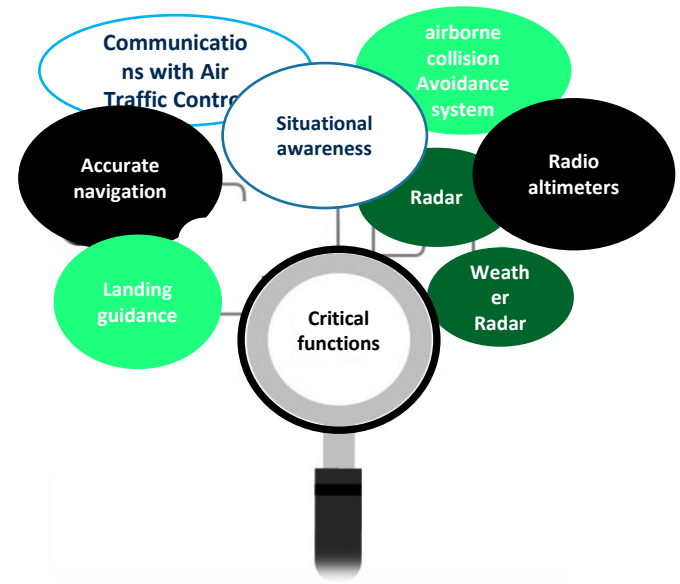 Communicatio
ns with Air
Traffic Contro
airborne
collision
Avoidance
system
Situational
awareness
Accurate
navigation
Radar
Radio
altimeters
Landing
guidance
Weath
er
Radar
Critical
functions